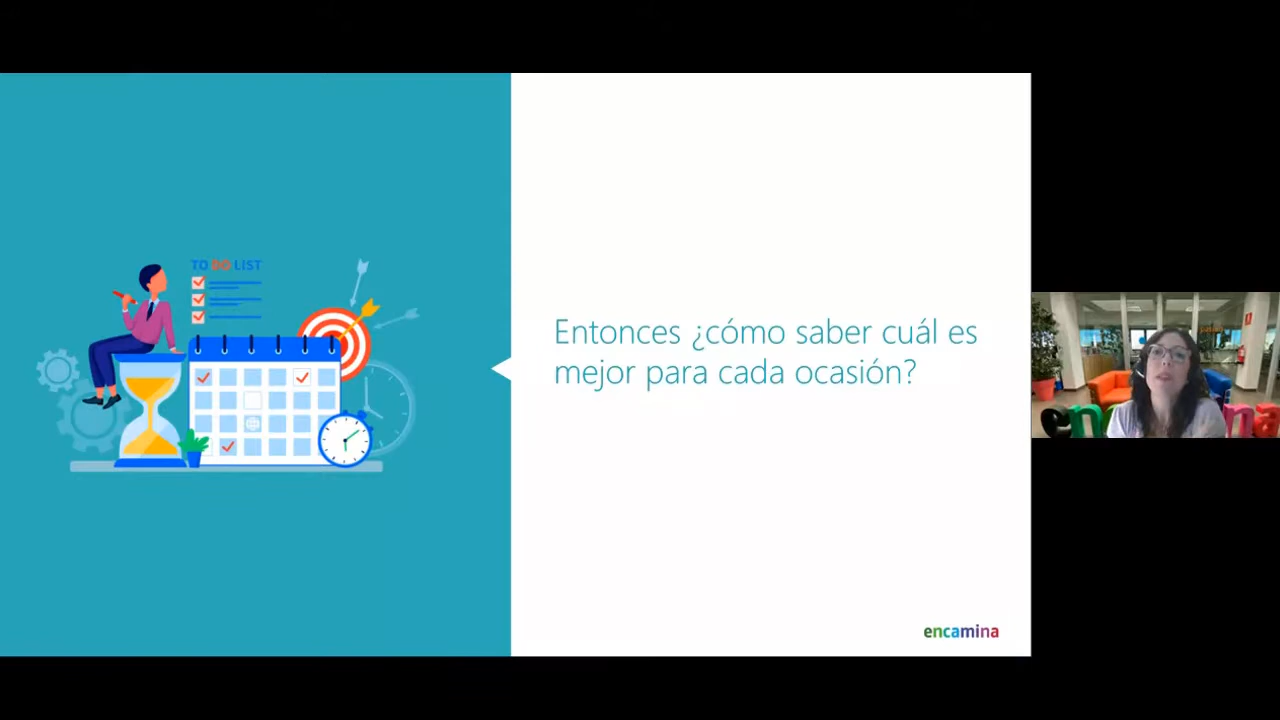 TO DO LIST
Entonces ¿cómo saber cuál es
mejor para cada ocasión?
encamina